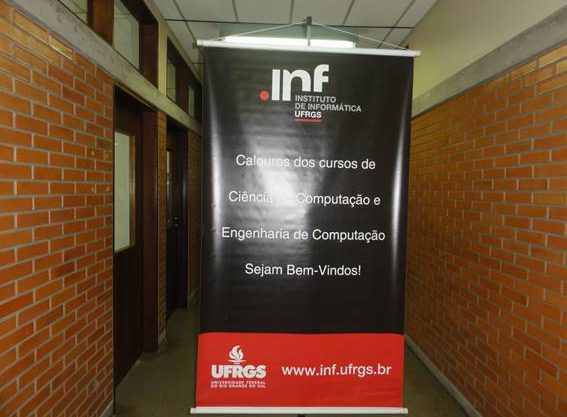 .inf
INSTITUTO
DE INFORMÁTICA
UFRGS
Calouros dos cursos de
Ciência da Computação e
Engenharia de Computação
Sejam Bem-Vindos!
UFRGS
UNIVERSIDADE FEDERAL
DO RIO GRANDE DO SUL
www.inf.ufrgs.br